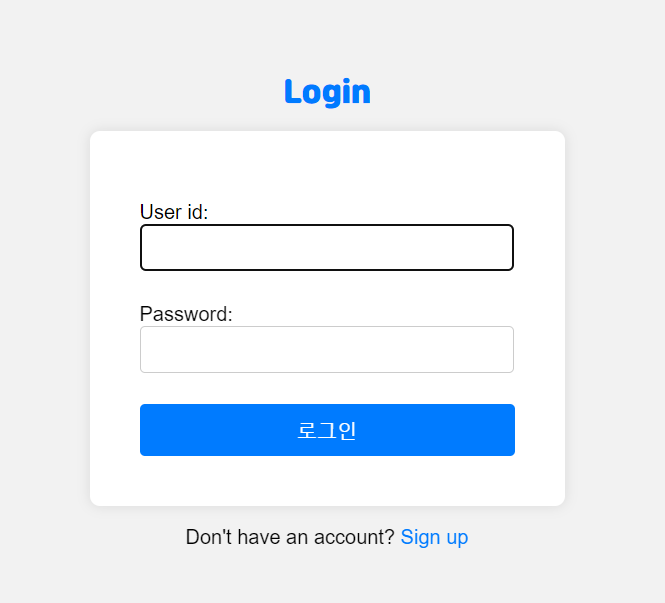 Login
User id:
Password:
로그인
Don't have an account? Sign up